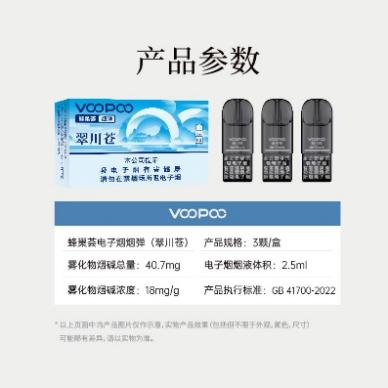 产品参数
VOOPOO
翠川苍
本公司提示
吸电子烟有害健康
请勿在禁烟场所吸电子烟
VOOPOO
蜂巢荟电子烟烟弹（翠川苍）
产品规格：3颗/盒
雾化物烟碱总量：40.7mg
电子烟烟液体积：2.5ml
雾化物烟碱浓度：18mg/g
产品执行标准：GB 41700-2022
* 以上页面中当产品图片仅作示意，实物产品效果（包括但不限于外观，颜色，尺寸）
可能略有差异，请以实物为准。